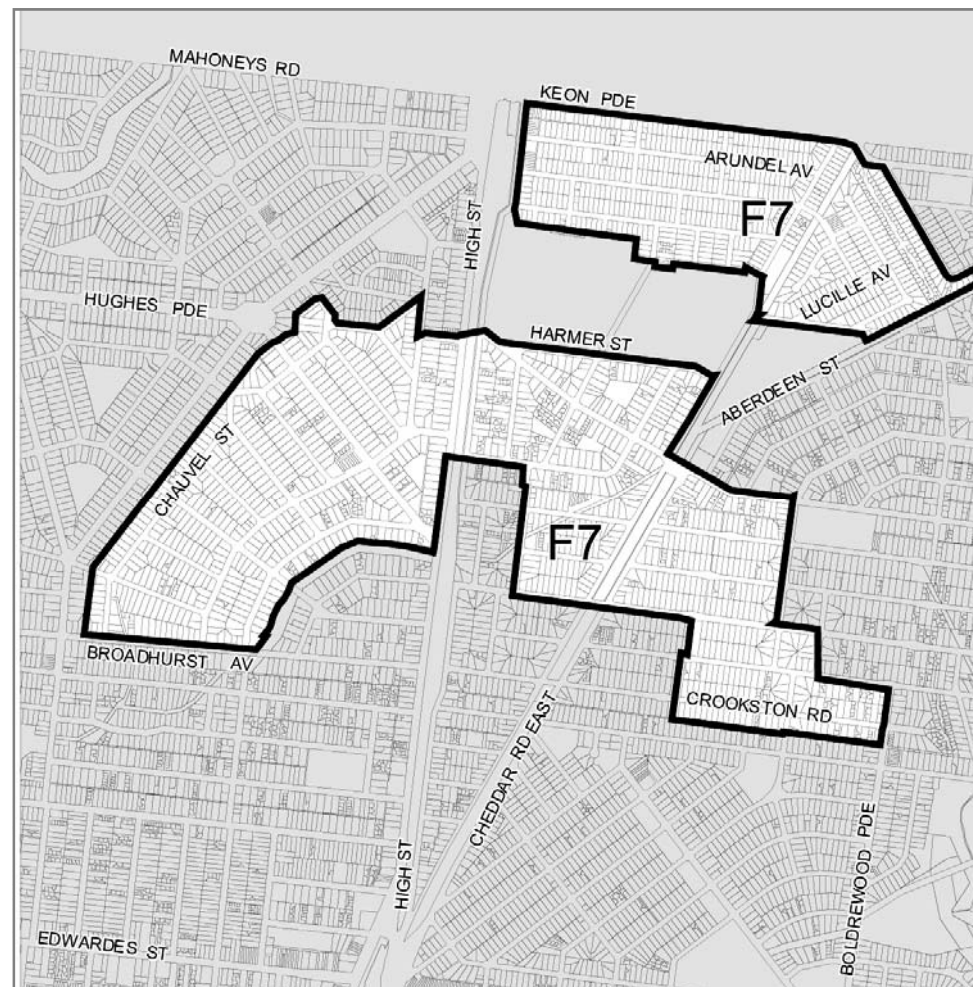 MAHONEYS RD
KEON PDE
ARUNDEL AV
F7
HIGH ST
LUCILLE AV
HUGHES PDE
HARMER ST
ABERDEEN ST
CHAUVEL ST
F7
BROADHURST AV
CROOKSTON RD
CHEDDAR RD EAST
HIGH ST
BOLDREWOOD PDE
EDWARDES ST